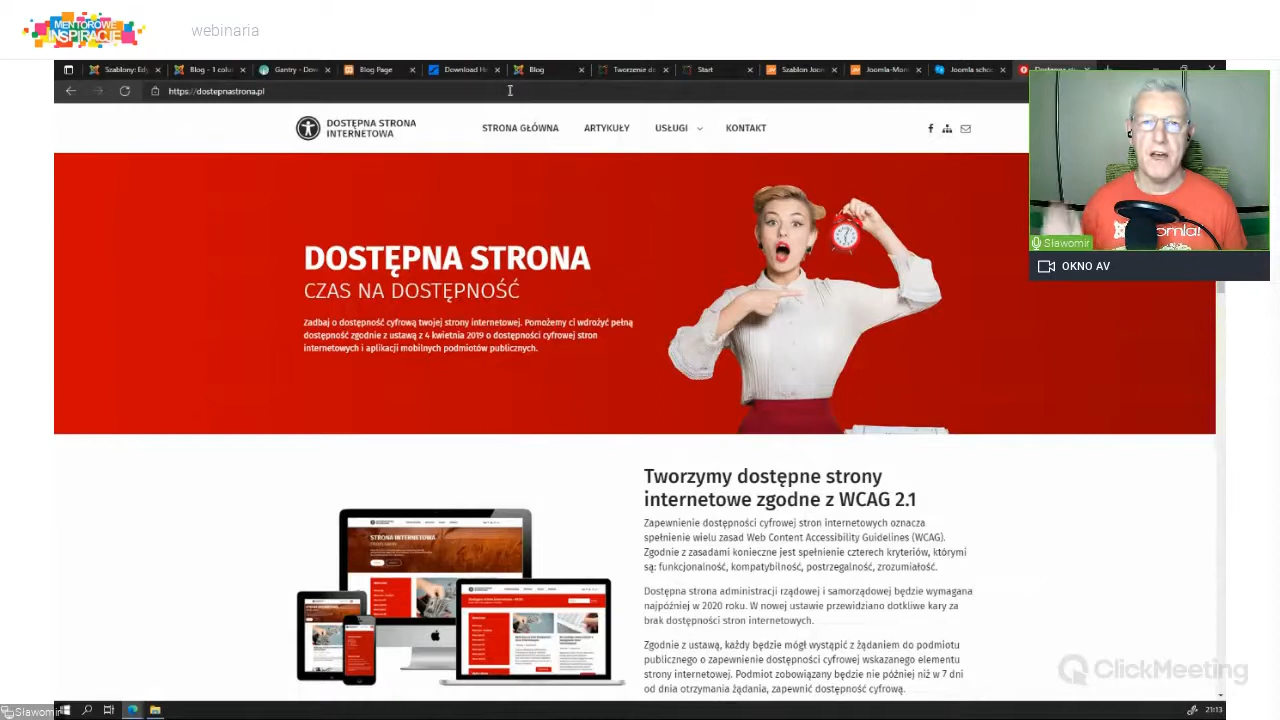 MENTOROWE
INSPIRACJE
webinaria
Szablony: Ed
Blog - 1 colu
Gantry - Dow
Blog Page
Download He
Blog
Tworzenie do
Start
Szablon Joom
Joomla-Mon
Joomla scho
https://dostepnastrona.pl
DOSTĘPNA STRONA
INTERNETOWA
STRONA GŁÓWNA
ARTYKUŁY
USŁUGI
KONTAKT
Sławomir
OKNO AV
DOSTĘPNA STRONA
CZAS NA DOSTĘPNOŚĆ
Zadbaj o dostępność cyfrową twojej strony internetowej. Pomożemy ci wdrożyć pełną
dostępność zgodnie z ustawą z 4 kwietnia 2019 o dostępności cyfrowej stron
internetowych i aplikacji mobilnych podmiotów publicznych.
Tworzymy dostępne strony
internetowe zgodne z WCAG 2.1
Zapewnienie dostępności cyfrowej stron internetowych oznacza
spełnienie wielu zasad Web Content Accessibility Guidelines (WCAG).
Zgodnie z zasadami konieczne jest spełnienie czterech kryteriów, którymi
są: funkcjonalność, kompatybilność, postrzegalność, zrozumiałość.
Dostępna strona administracji rządowej i samorządowej będzie wymagana
najpóźniej w 2020 roku. W nowej ustawie przewidziano dotkliwe kary za
brak dostępności stron internetowych.
Zgodnie z ustawą, każdy będzie mógł wystąpić z żądaniem do podmiotu
publicznego o zapewnienie dostępności cyfrowej wskazanego elementu
strony internetowej. Podmiot zobowiązany będzie nie później niż w 7 dni
od dnia otrzymania żądania, zapewnić dostępność cyfrową.
STRONA INTERNETOWA
ClickMeeting
Sławomir
21:13